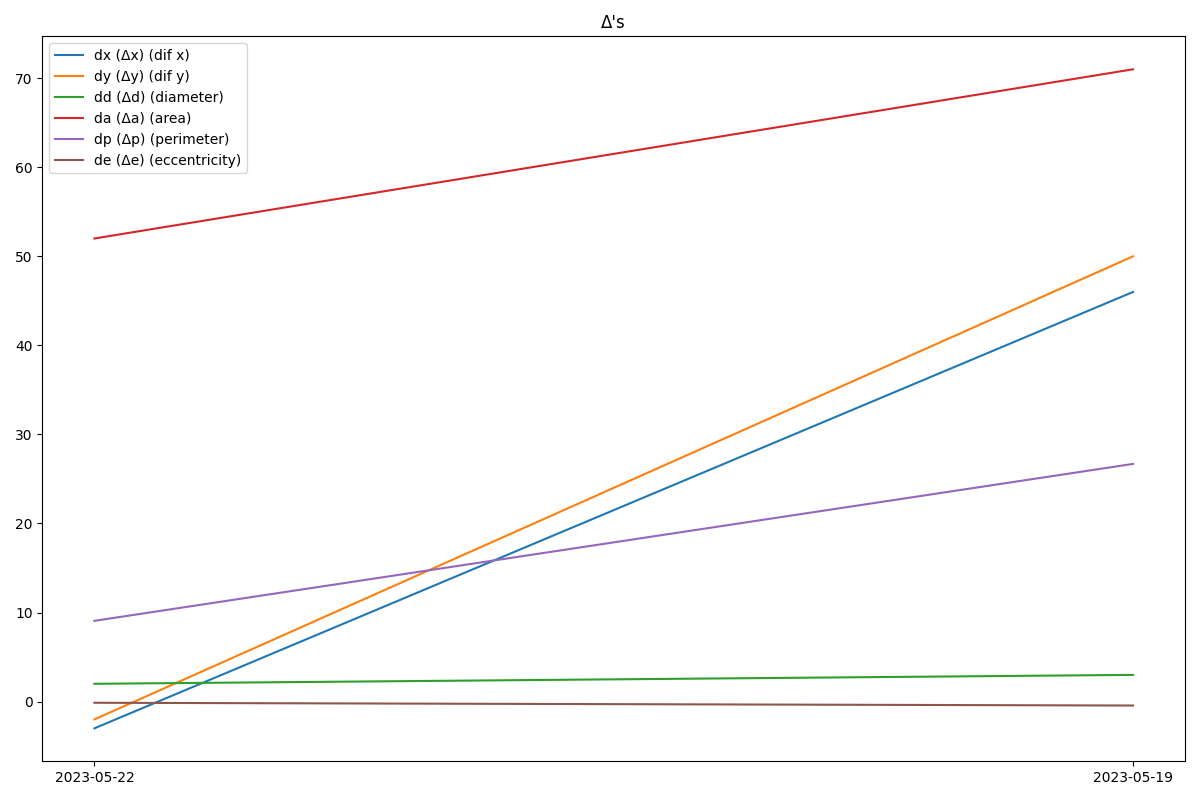 Δ's
dx (Δx) (dif x)
dy (Δy) (dif y)
dd (Δd) (diameter)
da (Δa) (area)
dp (Δp) (perimeter)
de (Δe) (eccentricity)
70
60
50
40
30
20
10
0
2023-05-22 2023-05-19